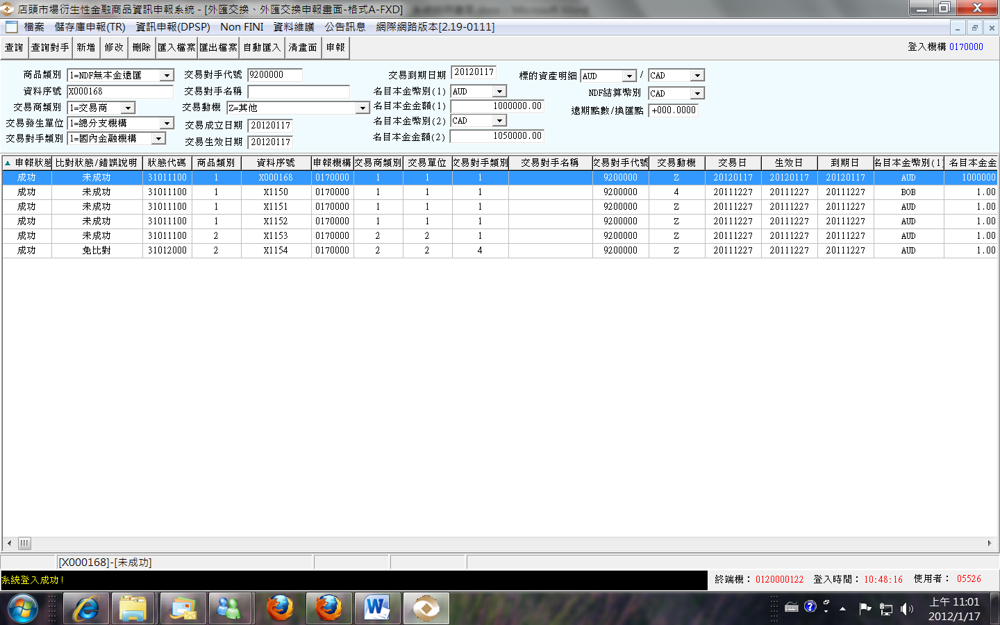 店頭市場衍生性金融商品資訊申報系統 - [外匯交換、外匯交換申報畫面-格式A-FXD]
檔案 儲存庫申報(TR) 資訊申報(DPSP) Non FINI 資料維護 公告訊息 網際網路版本[2.19-0111]
查詢 查詢對手 新增 修改 刪除 匯入檔案 匯出檔案 自動匯入 清畫面 申報 登入機構 0170000
商品類別 1=NDF無本金遠匯 交易對手代號 9200000 交易到期日期 20120117 標的資產明細 AUD / CAD
資料序號 X000168 交易對手名稱 名目本金幣別(1) AUD NDF結算幣別 CAD
交易商類別 1=交易商 交易動機 Z=其他 名目本金金額(1) 1000000.00 遠期點數/換匯點 +000.0000
交易發生單位 1=總分支機構 交易成立日期 20120117 名目本金幣別(2) CAD
交易對手類別 1=國內金融機構 交易生效日期 20120117 名目本金金額(2) 1050000.00
申報狀態 比對狀態/錯誤說明 狀態代碼 商品類別 資料序號 申報機構 交易商類別 交易單位 交易對手類別 交易對手名稱 交易對手代號 交易動機 交易日 生效日 到期日 名目本金幣別(1) 名目本金金
成功 未成功 31011100 1 X000168 0170000 1 1 1 9200000 Z 20120117 20120117 20120117 AUD 1000000
成功 未成功 31011100 1 X1150 0170000 1 1 1 9200000 4 20111227 20111227 20111227 BOB 1.00
成功 未成功 31011100 1 X1151 0170000 1 1 1 9200000 Z 20111227 20111227 20111227 AUD 1.00
成功 未成功 31011100 1 X1152 0170000 1 1 1 9200000 Z 20111227 20111227 20111227 AUD 1.00
成功 未成功 31011100 2 X1153 0170000 2 2 1 9200000 Z 20111227 20111227 20111227 AUD 1.00
成功 免比對 31012000 2 X1154 0170000 2 2 4 9200000 Z 20111227 20111227 20111227 AUD 1.00
[X000168]-[未成功]
系統登入成功! 終端機： 0120000122 登入時間： 10:48:16 使用者： 05526
上午 11:01
2012/1/17